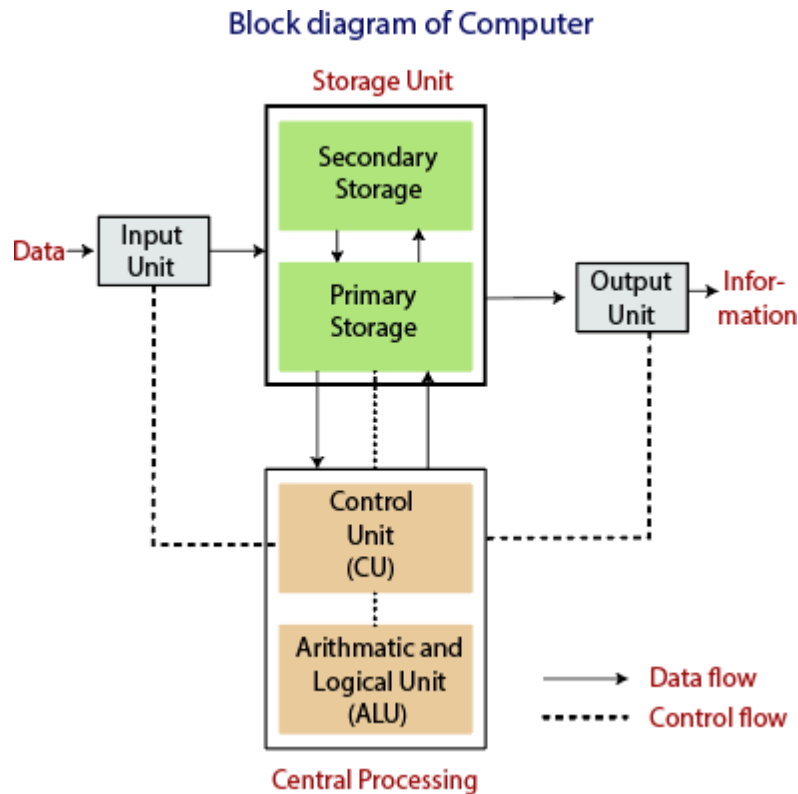 Block diagram of Computer
Storage Unit
Secondary
Storage
Data
Input
Unit
Primary
Storage
Output
Unit
Infor-
mation
Control
Unit
(CU)
Arithmatic and
Logical Unit
(ALU)
Data flow
Control flow
Central Processing